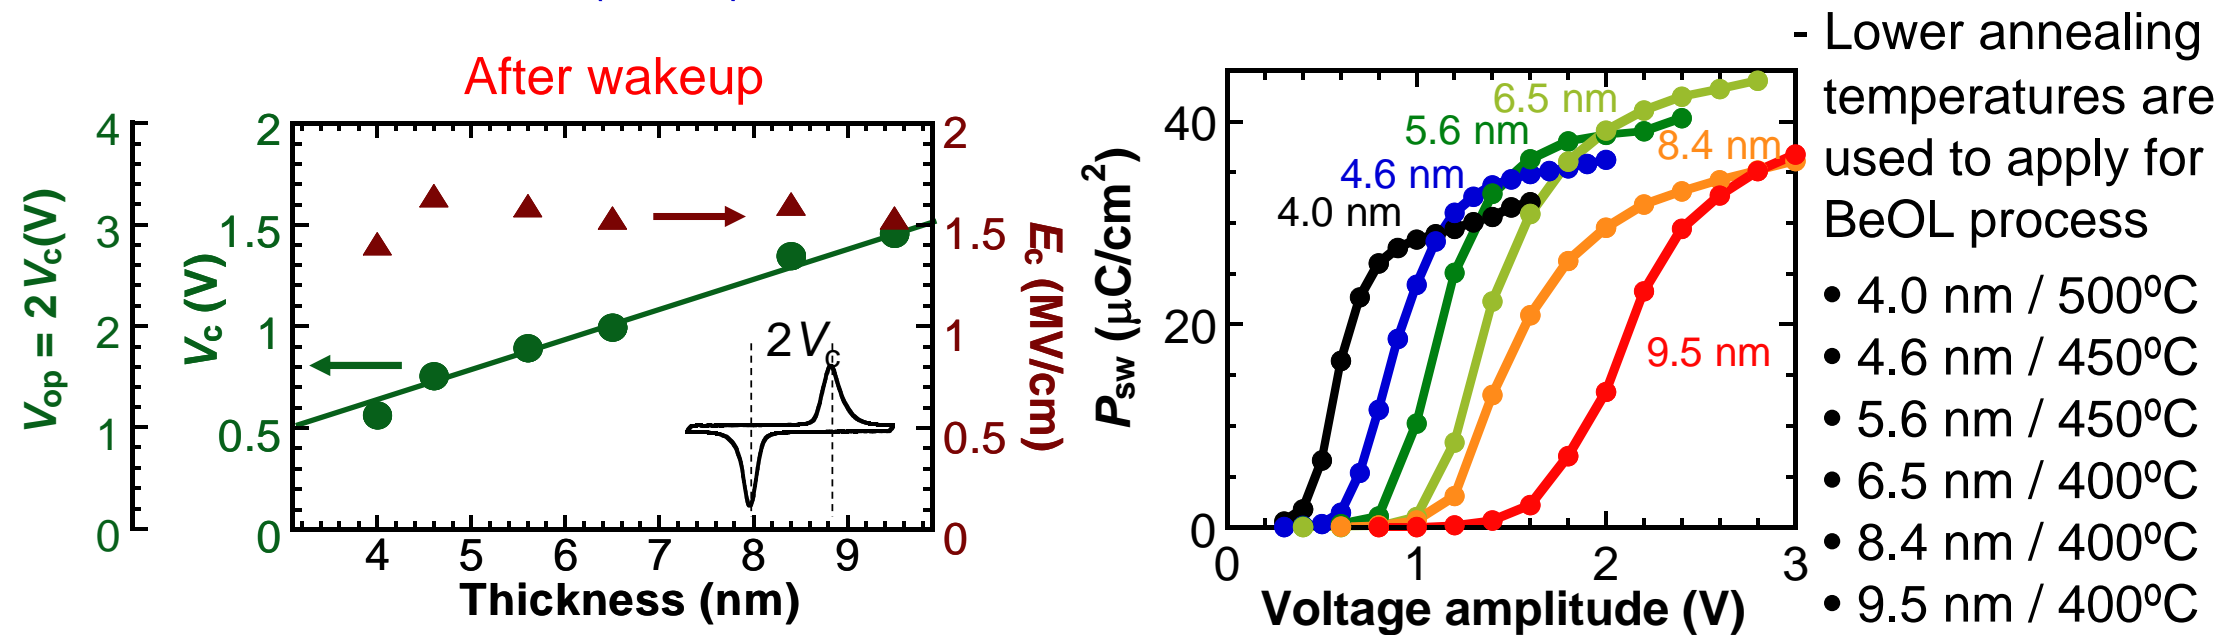 After wakeup
4
3
2
1
0
V_op = 2V_c(V)
2
1.5
1
0.5
0
V_c (V)
2
1.5
1
0.5
0
E_c (MV/cm)
2V_c
4 5 6 7 8 9
Thickness (nm)
40
20
0
P_sw (μC/cm²)
6.5 nm
5.6 nm
8.4 nm
4.6 nm
4.0 nm
9.5 nm
0 1 2 3
Voltage amplitude (V)
- Lower annealing
temperatures are
used to apply for
BeOL process
• 4.0 nm / 500ºC
• 4.6 nm / 450ºC
• 5.6 nm / 450ºC
• 6.5 nm / 400ºC
• 8.4 nm / 400ºC
• 9.5 nm / 400ºC